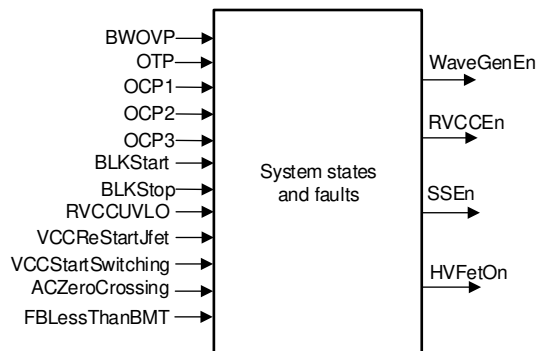 BWOVP
OTP
OCP1
OCP2
OCP3
BLKStart
BLKStop
RVCCUVLO
VCCReStartJfet
VCCStartSwitching
ACZeroCrossing
FBLessThanBMT
System states
and faults
WaveGenEn
RVCCEn
SSEn
HVFetOn